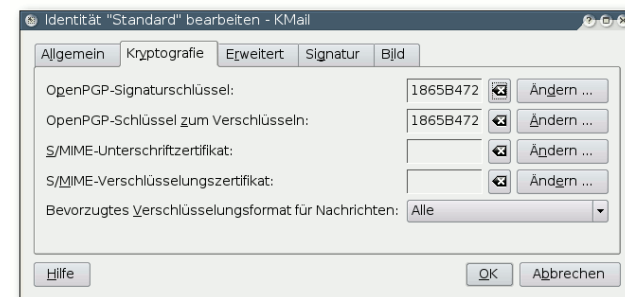 Identität "Standard" bearbeiten - KMail
Allgemein Kryptografie Erweitert Signatur Bild
OpenPGP-Signaturschlüssel: 1865B472 Ändern ...
OpenPGP-Schlüssel zum Verschlüsseln: 1865B472 Ändern ...
S/MIME-Unterschriftzertifikat: Ändern ...
S/MIME-Verschlüsselungszertifikat: Ändern ...
Bevorzugtes Verschlüsselungsformat für Nachrichten: Alle
Hilfe OK Abbrechen